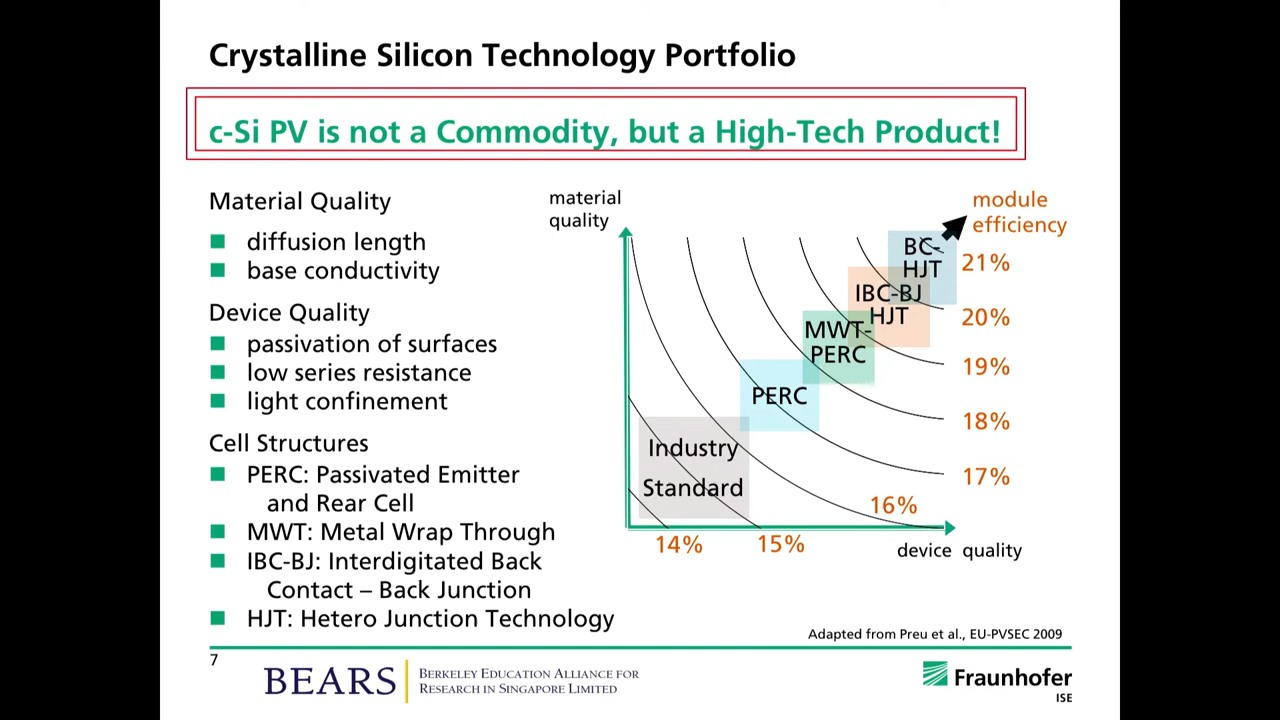 Crystalline Silicon Technology Portfolio
c-Si PV is not a Commodity, but a High-Tech Product!
Material Quality
diffusion length
base conductivity
Device Quality
passivation of surfaces
low series resistance
light confinement
Cell Structures
PERC: Passivated Emitter
and Rear Cell
MWT: Metal Wrap Through
IBC-BJ: Interdigitated Back
Contact – Back Junction
HJT: Hetero Junction Technology
material
quality
module
efficiency
BC-
HJT
21%
IBC-BJ
HJT
20%
MWT-
PERC
19%
PERC
18%
Industry
Standard
17%
16%
14%
15%
device quality
Adapted from Preu et al., EU-PVSEC 2009
7
BEARS
BERKELEY EDUCATION ALLIANCE FOR
RESEARCH IN SINGAPORE LIMITED
Fraunhofer
ISE